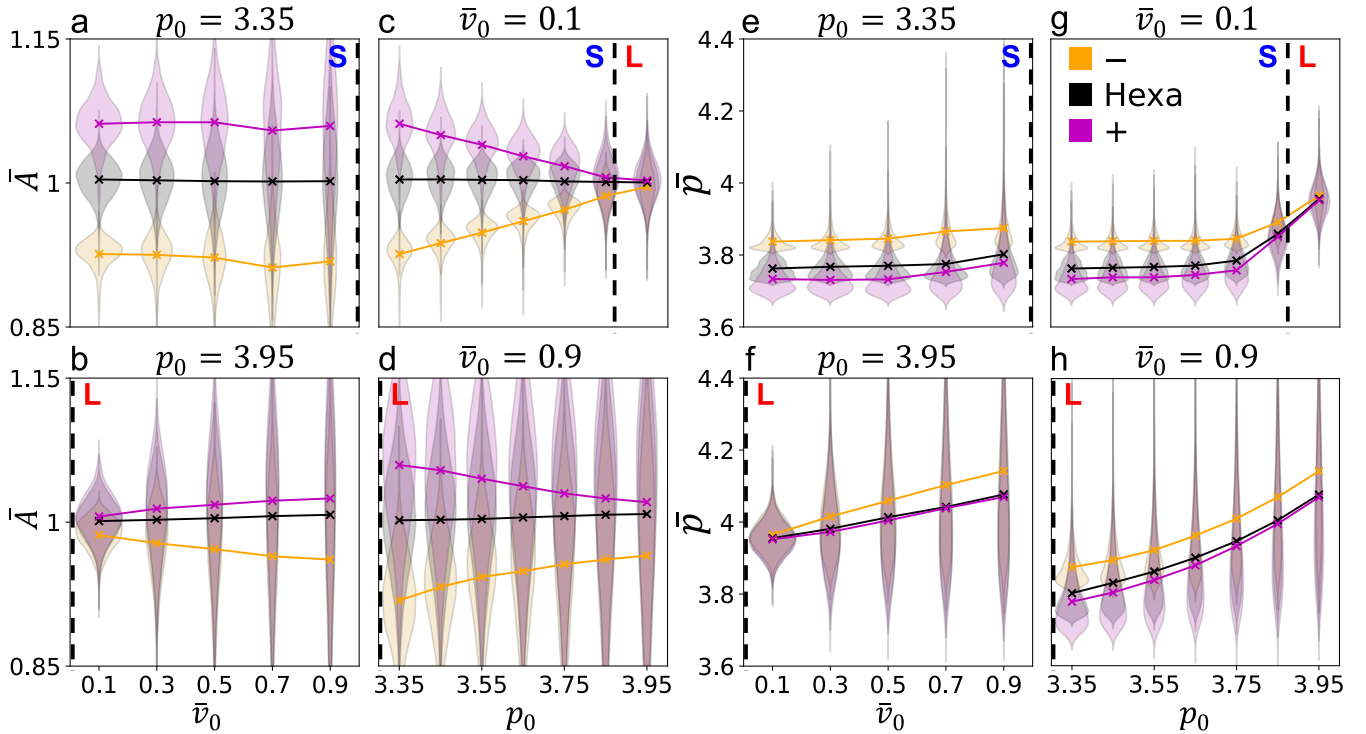 a p₀ = 3.35
c v̄₀ = 0.1
e p₀ = 3.35
g v̄₀ = 0.1
1.15
1
0.85
Ā
S
S L
4.4
4.2
4
3.8
3.6
p̄
S
S L
−
Hexa
+
b p₀ = 3.95
d v̄₀ = 0.9
f p₀ = 3.95
h v̄₀ = 0.9
1.15
1
0.85
Ā
L
L
4.4
4.2
4
3.8
3.6
p̄
L
L
0.1 0.3 0.5 0.7 0.9
v̄₀
3.35 3.55 3.75 3.95
p₀
0.1 0.3 0.5 0.7 0.9
v̄₀
3.35 3.55 3.75 3.95
p₀